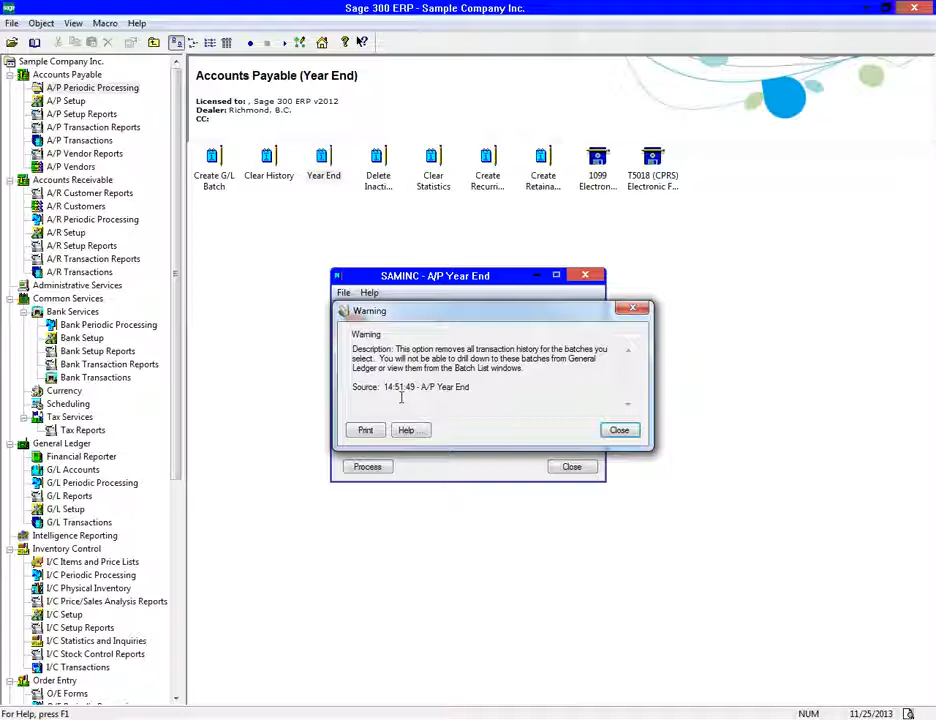 Sage 300 ERP - Sample Company Inc.
File Object View Macro Help
Sample Company Inc.
Accounts Payable
A/P Periodic Processing
A/P Setup
A/P Setup Reports
A/P Transaction Reports
A/P Transactions
A/P Vendor Reports
A/P Vendors
Accounts Receivable
A/R Customer Reports
A/R Customers
A/R Periodic Processing
A/R Setup
A/R Setup Reports
A/R Transaction Reports
A/R Transactions
Administrative Services
Common Services
Bank Services
Bank Periodic Processing
Bank Setup
Bank Setup Reports
Bank Transaction Reports
Bank Transactions
Currency
Scheduling
Tax Services
Tax Reports
General Ledger
Financial Reporter
G/L Accounts
G/L Periodic Processing
G/L Reports
G/L Setup
G/L Transactions
Intelligence Reporting
Inventory Control
I/C Items and Price Lists
I/C Periodic Processing
I/C Physical Inventory
I/C Price/Sales Analysis Reports
I/C Setup
I/C Setup Reports
I/C Statistics and Inquiries
I/C Stock Control Reports
I/C Transactions
Order Entry
O/E Forms
Accounts Payable (Year End)
Licensed to: , Sage 300 ERP v2012
Dealer: Richmond, B.C.
CC:
Create G/L Batch
Clear History
Year End
Delete Inacti...
Clear Statistics
Create Recurri...
Create Retaina...
1099 Electron...
T5018 (CPRS) Electronic F...
SAMINC - A/P Year End
File Help
Warning
Warning
Description: This option removes all transaction history for the batches you
select. You will not be able to drill down to these batches from General
Ledger or view them from the Batch List windows.
Source: 14:51:49 - A/P Year End
Print Help ... Close
Process Close
For Help, press F1
NUM 11/25/2013